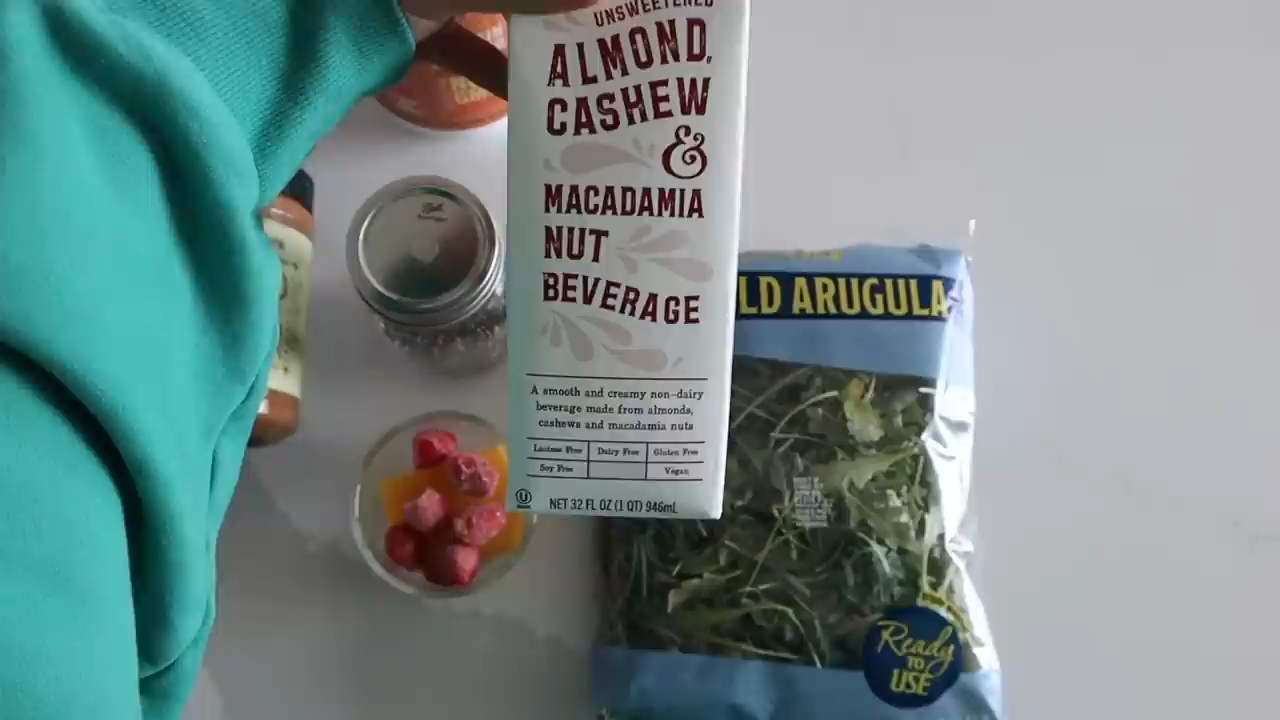 UNSWEETENED
ALMOND,
CASHEW
&
MACADAMIA
NUT
BEVERAGE
A smooth and creamy non-dairy
beverage made from almonds,
cashews and macadamia nuts
Lactose Free Dairy Free Gluten Free
Soy Free Vegan
NET 32 FL OZ (1 QT) 946mL
Ball
LD ARUGULA
Ready
TO
USE